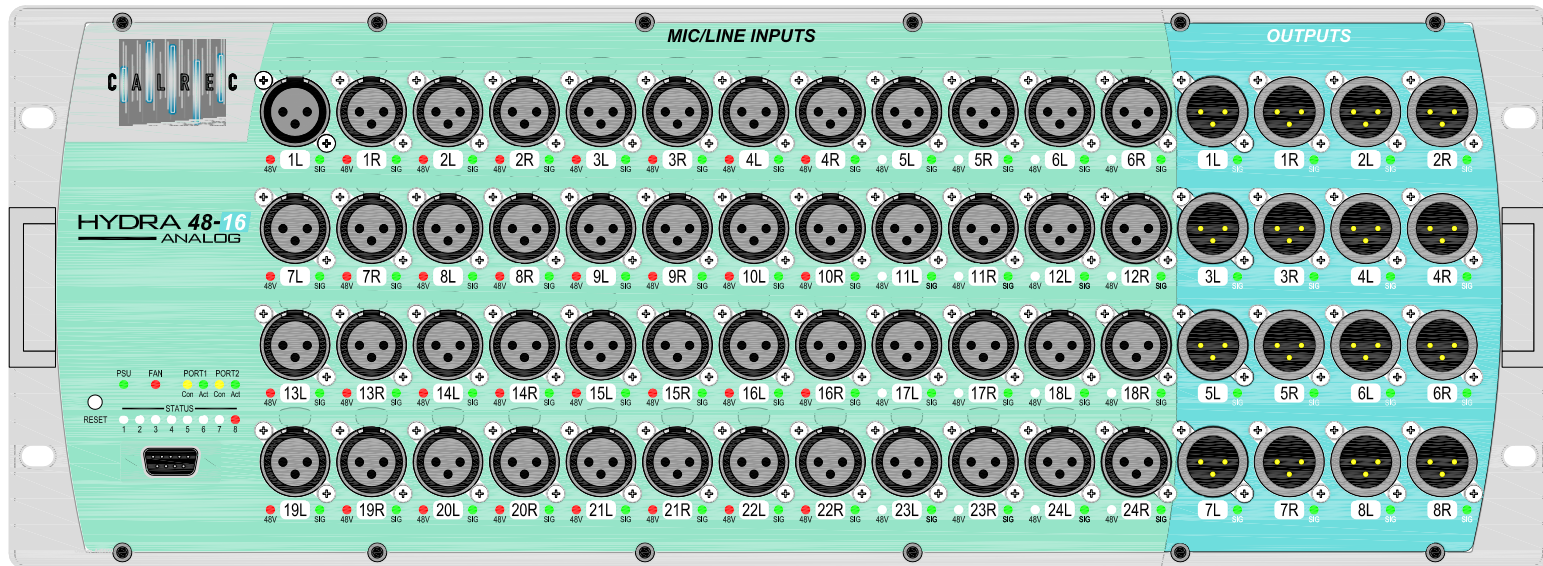 MIC/LINE INPUTS OUTPUTS
CALREC
48V 1L SIG 48V 1R SIG 48V 2L SIG 48V 2R SIG 48V 3L SIG 48V 3R SIG 48V 4L SIG 48V 4R SIG 48V 5L SIG 48V 5R SIG 48V 6L SIG 48V 6R SIG 1L SIG 1R SIG 2L SIG 2R SIG
HYDRA 48-16
ANALOG
48V 7L SIG 48V 7R SIG 48V 8L SIG 48V 8R SIG 48V 9L SIG 48V 9R SIG 48V 10L SIG 48V 10R SIG 48V 11L SIG 48V 11R SIG 48V 12L SIG 48V 12R SIG 3L SIG 3R SIG 4L SIG 4R SIG
PSU FAN PORT1 PORT2
Con Act Con Act
48V 13L SIG 48V 13R SIG 48V 14L SIG 48V 14R SIG 48V 15L SIG 48V 15R SIG 48V 16L SIG 48V 16R SIG 48V 17L SIG 48V 17R SIG 48V 18L SIG 48V 18R SIG 5L SIG 5R SIG 6L SIG 6R SIG
STATUS
RESET
1 2 3 4 5 6 7 8
48V 19L SIG 48V 19R SIG 48V 20L SIG 48V 20R SIG 48V 21L SIG 48V 21R SIG 48V 22L SIG 48V 22R SIG 48V 23L SIG 48V 23R SIG 48V 24L SIG 48V 24R SIG 7L SIG 7R SIG 8L SIG 8R SIG